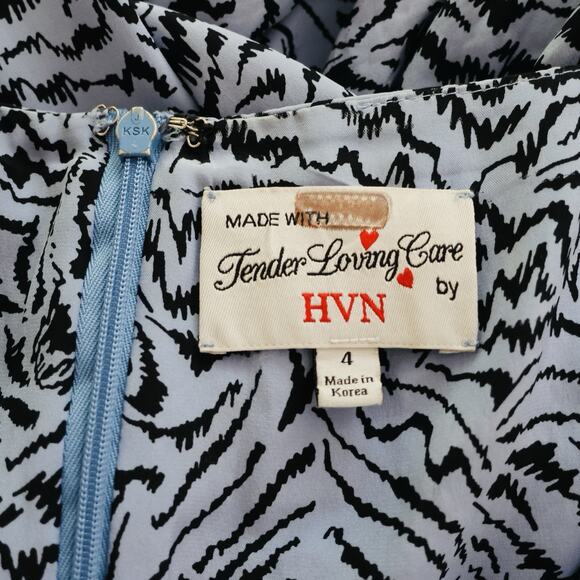 KSK
MADE WITH
Tender Loving Care
by
HVN
4
Made in
Korea